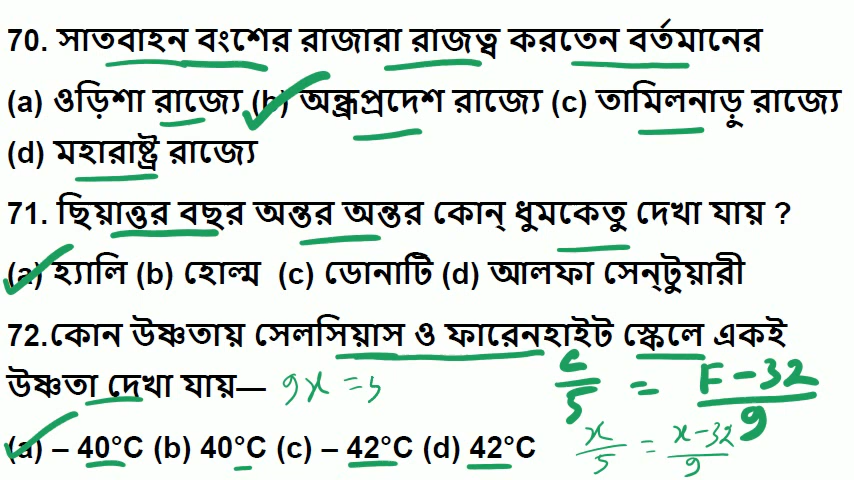 70. সাতবাহন বংশের রাজারা রাজত্ব করতেন বর্তমানের
(a) ওড়িশা রাজ্যে (b) অন্ধ্রপ্রদেশ রাজ্যে (c) তামিলনাড়ু রাজ্যে
(d) মহারাষ্ট্র রাজ্যে
71. ছিয়াত্তর বছর অন্তর অন্তর কোন্ ধুমকেতু দেখা যায় ?
(a) হ্যালি (b) হোল্ম (c) ডোনাটি (d) আলফা সেন্টুয়ারী
72.কোন উষ্ণতায় সেলসিয়াস ও ফারেনহাইট স্কেলে একই
উষ্ণতা দেখা যায়— 9x = 5
C/5 = F-32/9
(a) – 40°C (b) 40°C (c) – 42°C (d) 42°C
x/5 = x-32/9